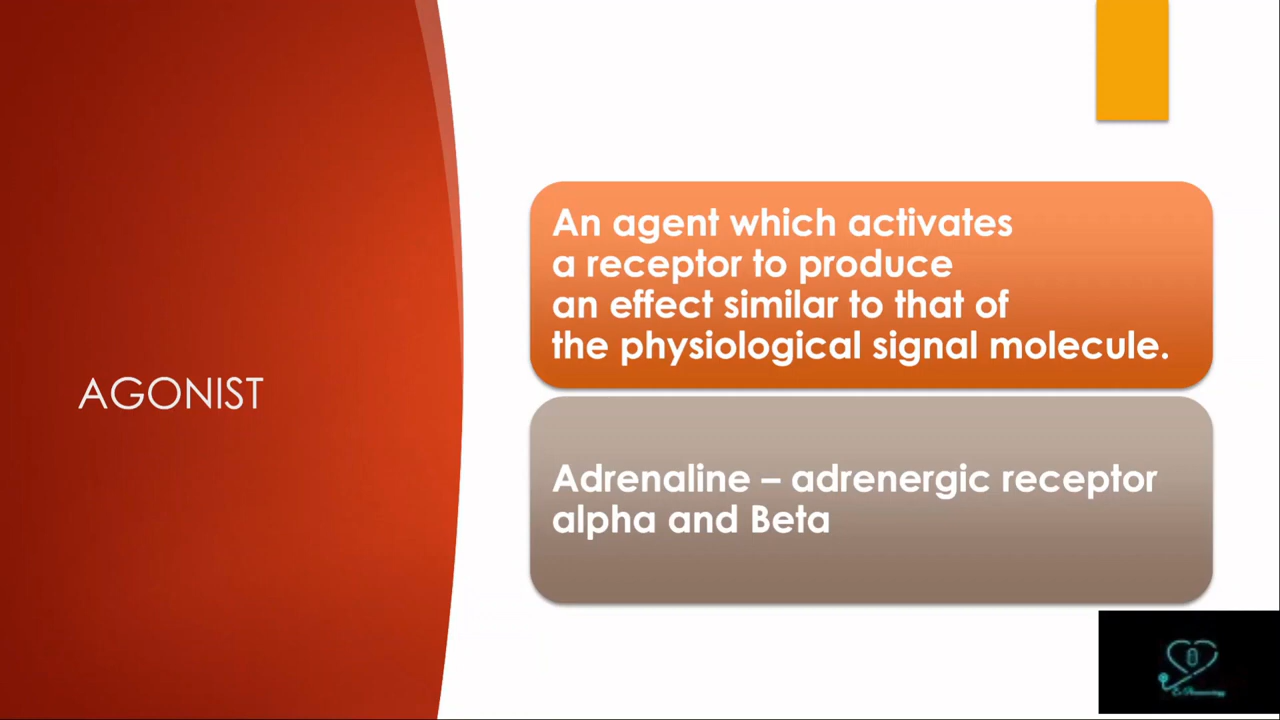 AGONIST
An agent which activates
a receptor to produce
an effect similar to that of
the physiological signal molecule.
Adrenaline – adrenergic receptor
alpha and Beta